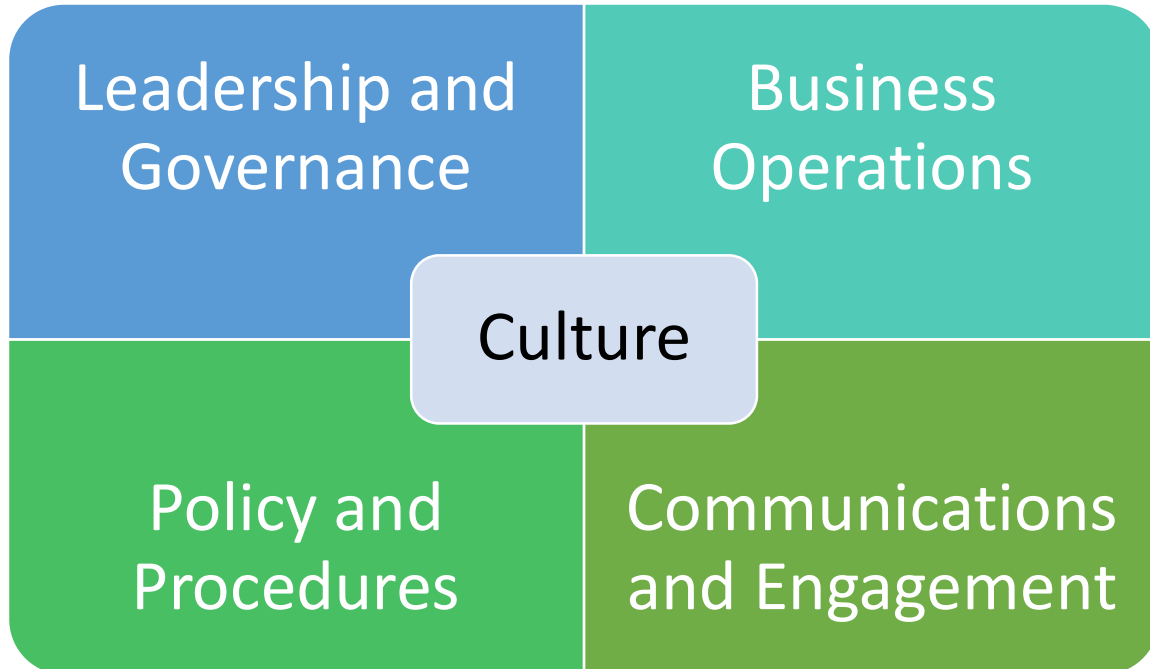 Leadership and
Governance
Business
Operations
Culture
Policy and
Procedures
Communications
and Engagement